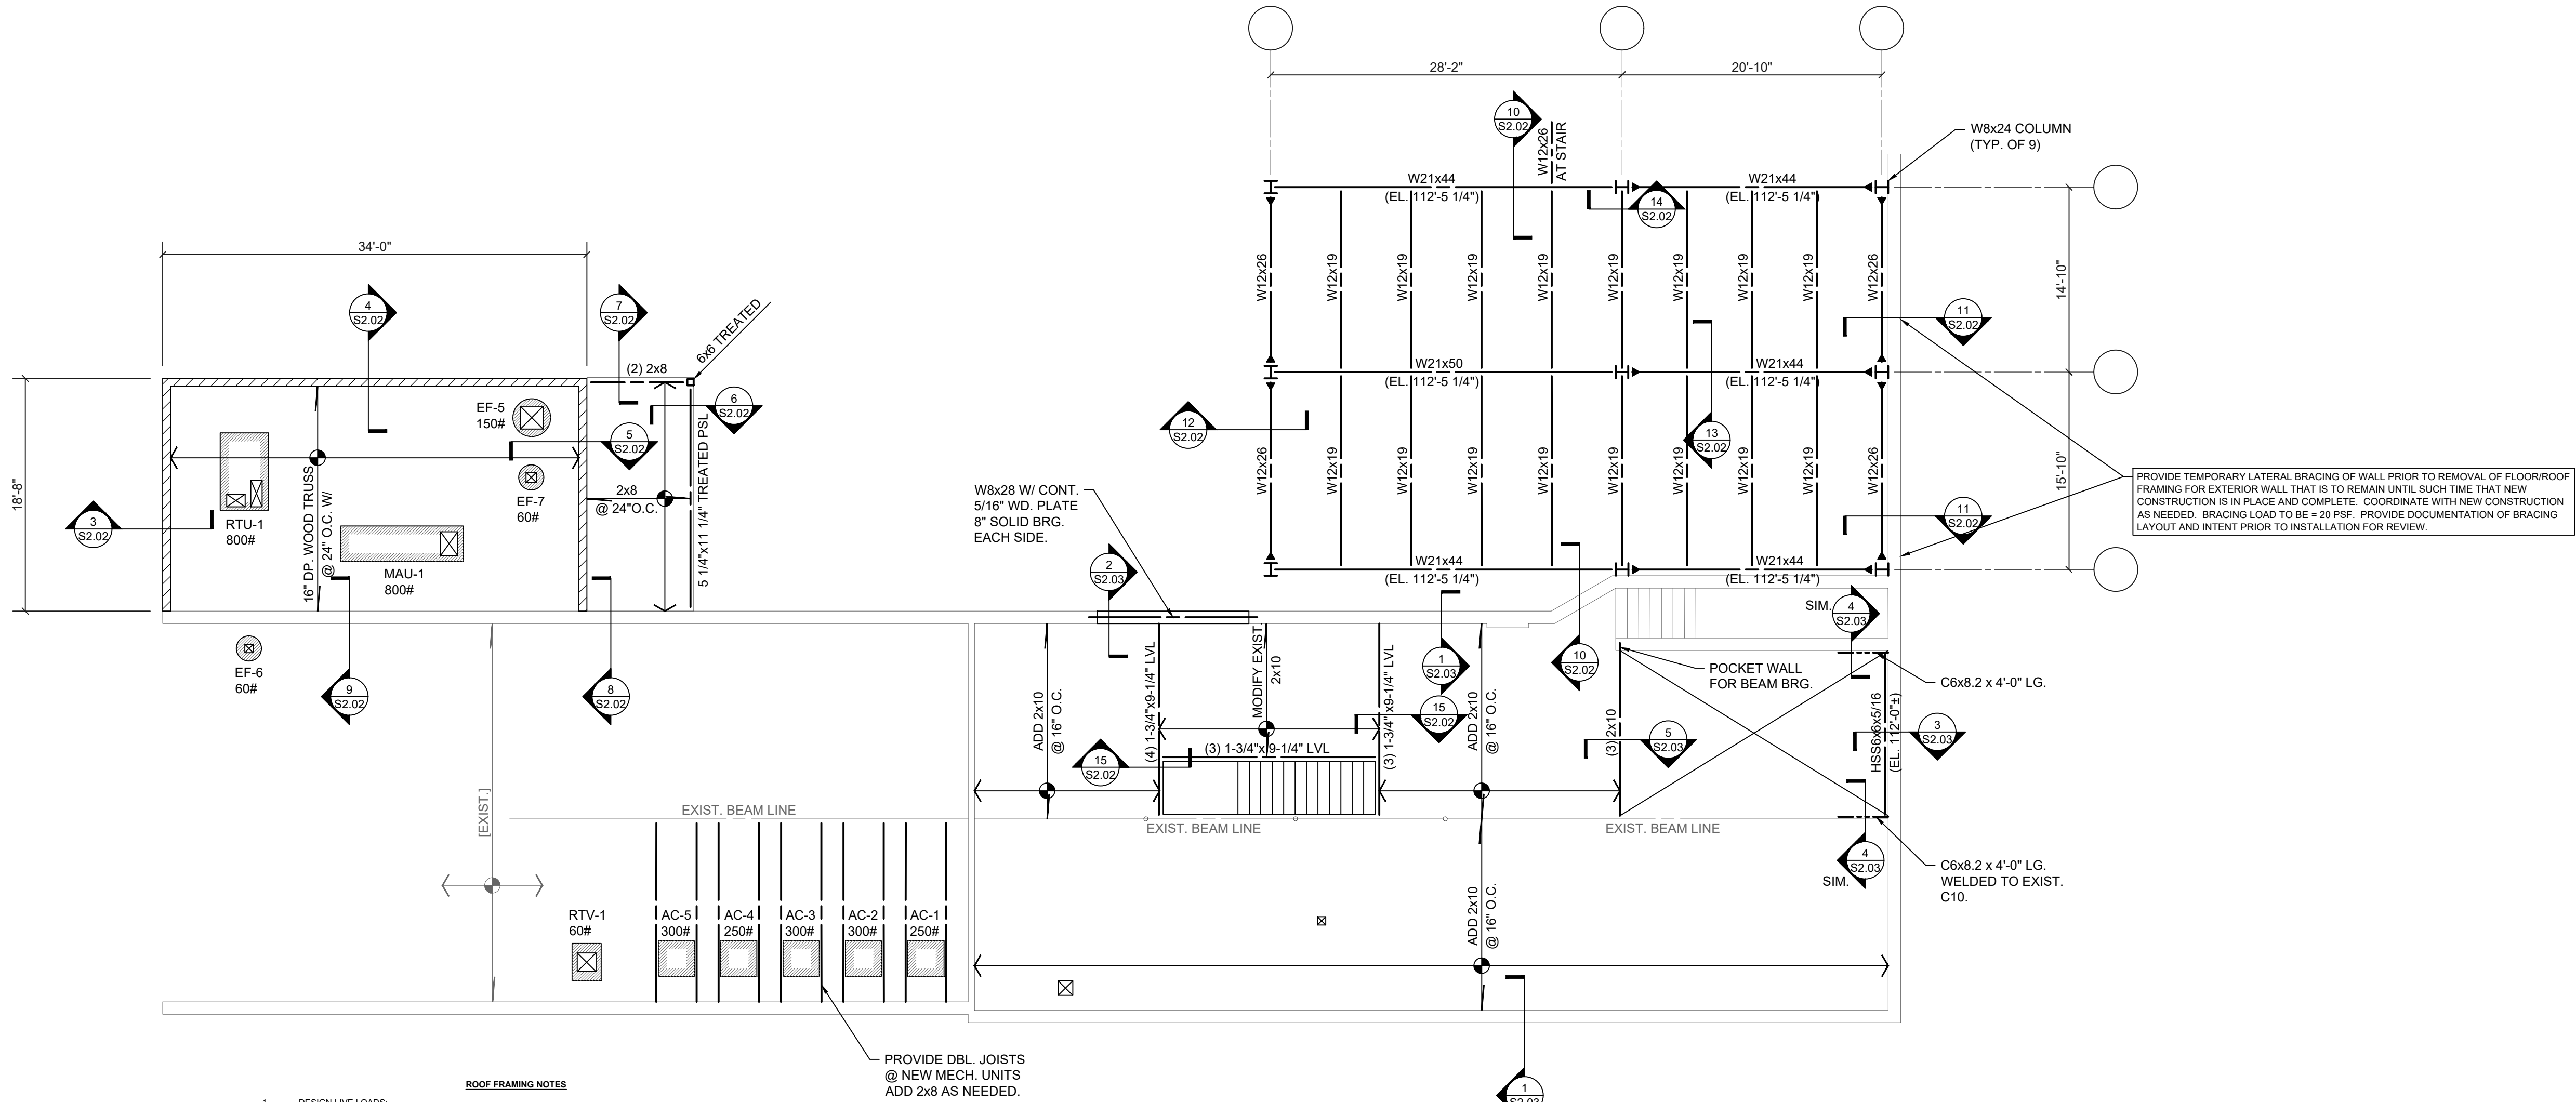 28'-2"
20'-10"
10
S2.02
W12x26
AT STAIR
W8x24 COLUMN
(TYP. OF 9)
W21x44
(EL. 112'-5 1/4")
W21x44
(EL. 112'-5 1/4")
14
S2.02
34'-0"
4
S2.02
7
S2.02
6x6 TREATED
W12x26
W12x19
W12x19
W12x19
W12x19
W12x19
W12x19
W12x19
W12x19
W12x26
14'-10"
11
S2.02
(2) 2x8
W21x50
(EL. 112'-5 1/4")
W21x44
(EL. 112'-5 1/4")
EF-5
150#
6
S2.02
5
S2.02
12
S2.02
13
S2.02
18'-8"
16" DP. WOOD TRUSS
@ 24" O.C. W/
5 1/4"x11 1/4" TREATED PSL
EF-7
60#
2x8
@ 24"O.C.
3
S2.02
RTU-1
800#
MAU-1
800#
W12x26
W12x19
W12x19
W12x19
W12x19
W12x19
W12x19
W12x19
W12x19
W12x26
15'-10"
11
S2.02
PROVIDE TEMPORARY LATERAL BRACING OF WALL PRIOR TO REMOVAL OF FLOOR/ROOF
FRAMING FOR EXTERIOR WALL THAT IS TO REMAIN UNTIL SUCH TIME THAT NEW
CONSTRUCTION IS IN PLACE AND COMPLETE. COORDINATE WITH NEW CONSTRUCTION
AS NEEDED. BRACING LOAD TO BE = 20 PSF. PROVIDE DOCUMENTATION OF BRACING
LAYOUT AND INTENT PRIOR TO INSTALLATION FOR REVIEW.
W8x28 W/ CONT.
5/16" WD. PLATE
8" SOLID BRG.
EACH SIDE.
W21x44
(EL. 112'-5 1/4")
W21x44
(EL. 112'-5 1/4")
2
S2.03
SIM.
4
S2.03
EF-6
60#
9
S2.02
8
S2.02
ADD 2x10
@ 16" O.C.
(4) 1-3/4"x9-1/4" LVL
MODIFY EXIST.
2x10
(3) 1-3/4" x9-1/4" LVL
1
S2.03
ADD 2x10
@ 16" O.C.
10
S2.02
POCKET WALL
FOR BEAM BRG.
C6x8.2 x 4'-0" LG.
15
S2.02
(3) 1-3/4"x 9-1/4" LVL
15
S2.02
(3) 2x10
5
S2.03
HSS6x6x5/16
(EL. 112'-0"±)
3
S2.03
[EXIST.]
EXIST. BEAM LINE
EXIST. BEAM LINE
EXIST. BEAM LINE
SIM.
4
S2.03
C6x8.2 x 4'-0" LG.
WELDED TO EXIST.
C10.
RTV-1
60#
AC-5
300#
AC-4
250#
AC-3
300#
AC-2
300#
AC-1
250#
ADD 2x10
@ 16" O.C.
PROVIDE DBL. JOISTS
@ NEW MECH. UNITS
ADD 2x8 AS NEEDED.
ROOF FRAMING NOTES
1. DESIGN LIVE LOADS:
1
S2.03